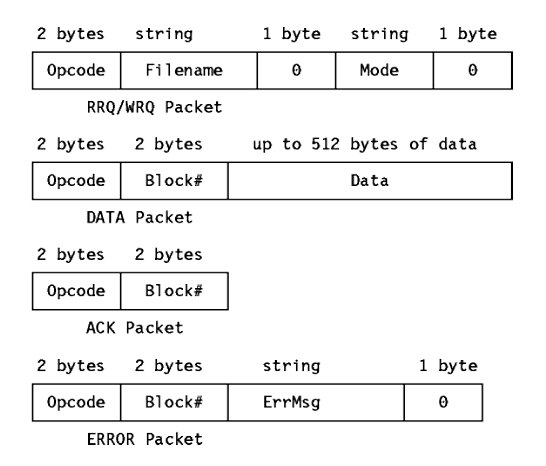 2 bytes string 1 byte string 1 byte
Opcode Filename 0 Mode 0
RRQ/WRQ Packet
2 bytes 2 bytes up to 512 bytes of data
Opcode Block# Data
DATA Packet
2 bytes 2 bytes
Opcode Block#
ACK Packet
2 bytes 2 bytes string 1 byte
Opcode Block# ErrMsg 0
ERROR Packet